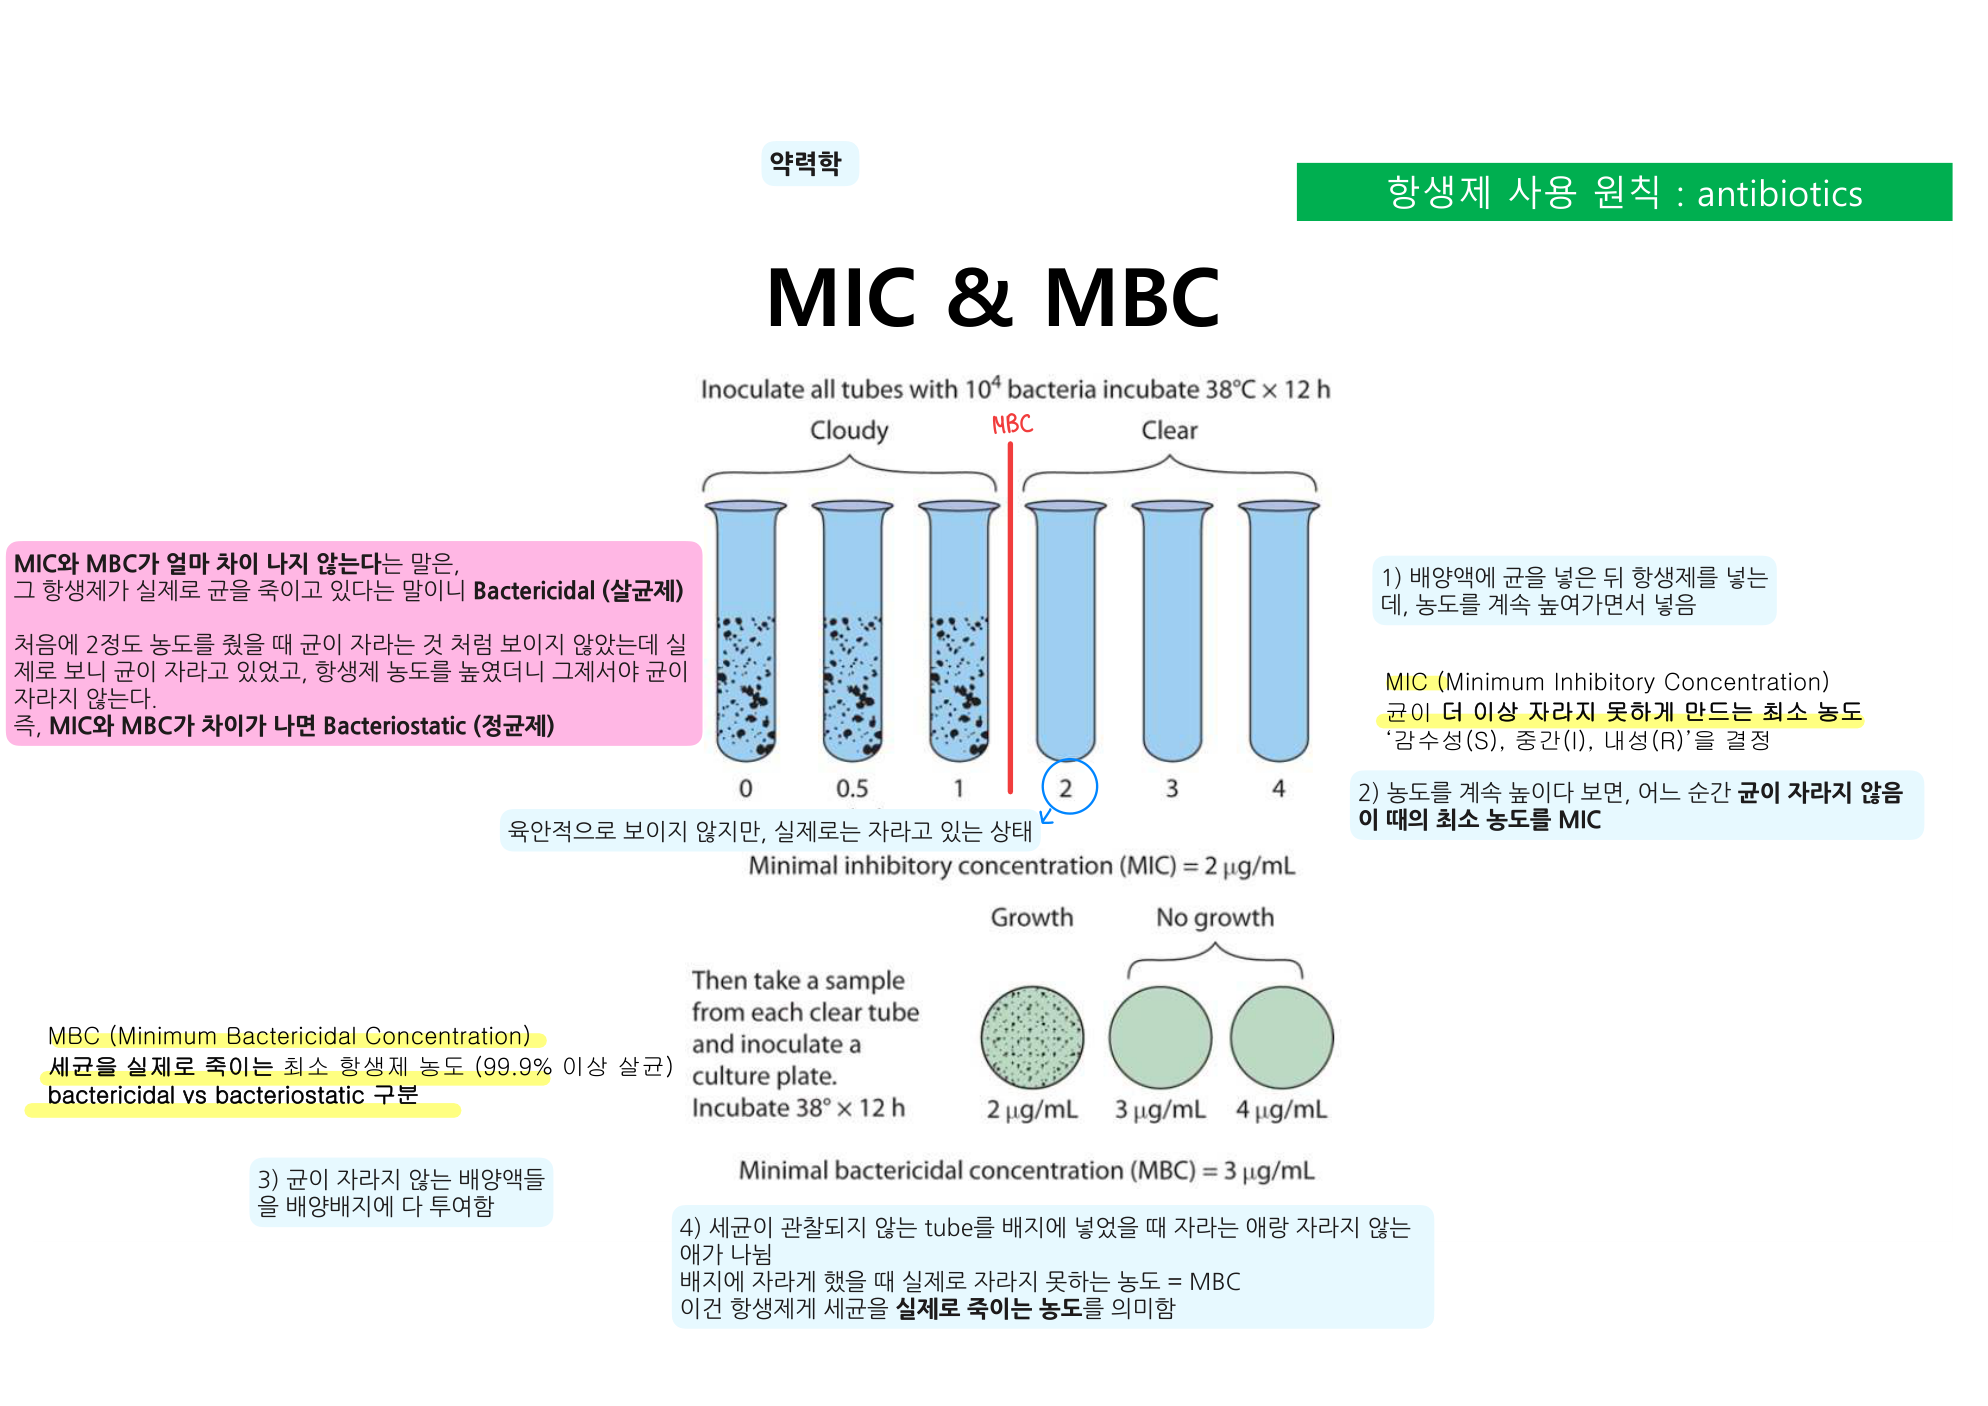 약력학
항생제 사용 원칙 : antibiotics
MIC & MBC
Inoculate all tubes with 10⁴ bacteria incubate 38°C × 12 h
Cloudy
MBC
Clear
MIC와 MBC가 얼마 차이 나지 않는다는 말은,
그 항생제가 실제로 균을 죽이고 있다는 말이니 Bactericidal (살균제)
처음에 2정도 농도를 줬을 때 균이 자라는 것 처럼 보이지 않았는데 실
제로 보니 균이 자라고 있었고, 항생제 농도를 높였더니 그제서야 균이
자라지 않는다.
즉, MIC와 MBC가 차이가 나면 Bacteriostatic (정균제)
1) 배양액에 균을 넣은 뒤 항생제를 넣는
데, 농도를 계속 높여가면서 넣음
MIC (Minimum Inhibitory Concentration)
균이 더 이상 자라지 못하게 만드는 최소 농도
‘감수성(S), 중간(I), 내성(R)’을 결정
0 0.5 1 2 3 4
2) 농도를 계속 높이다 보면, 어느 순간 균이 자라지 않음
이 때의 최소 농도를 MIC
육안적으로 보이지 않지만, 실제로는 자라고 있는 상태
Minimal inhibitory concentration (MIC) = 2 μg/mL
Growth
No growth
Then take a sample
from each clear tube
and inoculate a
culture plate.
Incubate 38° × 12 h
2 μg/mL 3 μg/mL 4 μg/mL
MBC (Minimum Bactericidal Concentration)
세균을 실제로 죽이는 최소 항생제 농도 (99.9% 이상 살균)
bactericidal vs bacteriostatic 구분
Minimal bactericidal concentration (MBC) = 3 μg/mL
3) 균이 자라지 않는 배양액들
을 배양배지에 다 투여함
4) 세균이 관찰되지 않는 tube를 배지에 넣었을 때 자라는 애랑 자라지 않는
애가 나뉨
배지에 자라게 했을 때 실제로 자라지 못하는 농도 = MBC
이건 항생제게 세균을 실제로 죽이는 농도를 의미함